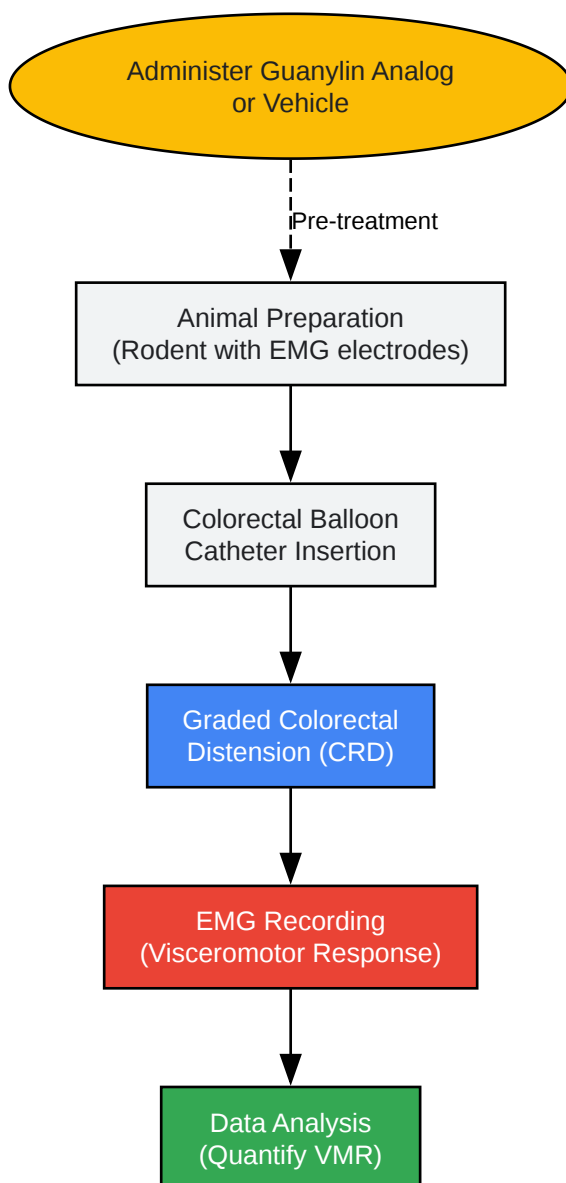 Administer Guanylin Analog
or Vehicle
Pre-treatment
Animal Preparation
(Rodent with EMG electrodes)
Colorectal Balloon
Catheter Insertion
Graded Colorectal
Distension (CRD)
EMG Recording
(Visceromotor Response)
Data Analysis
(Quantify VMR)